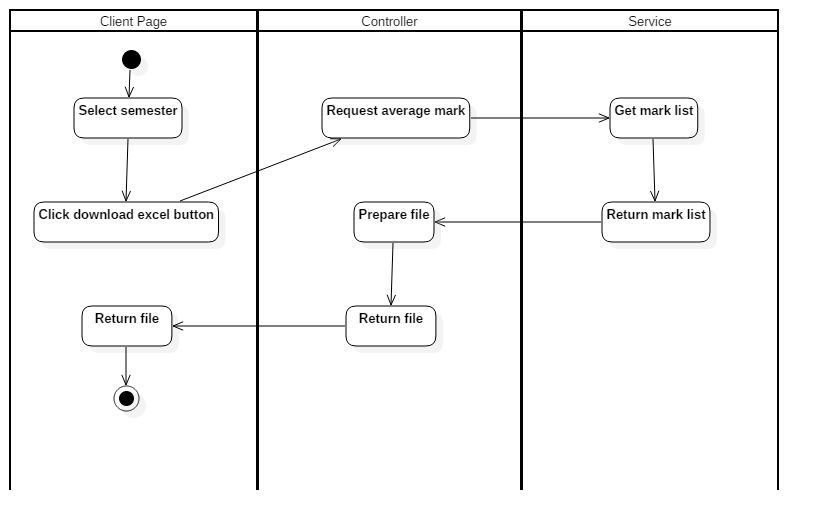 Client Page
Controller
Service
Select semester
Request average mark
Get mark list
Click download excel button
Prepare file
Return mark list
Return file
Return file